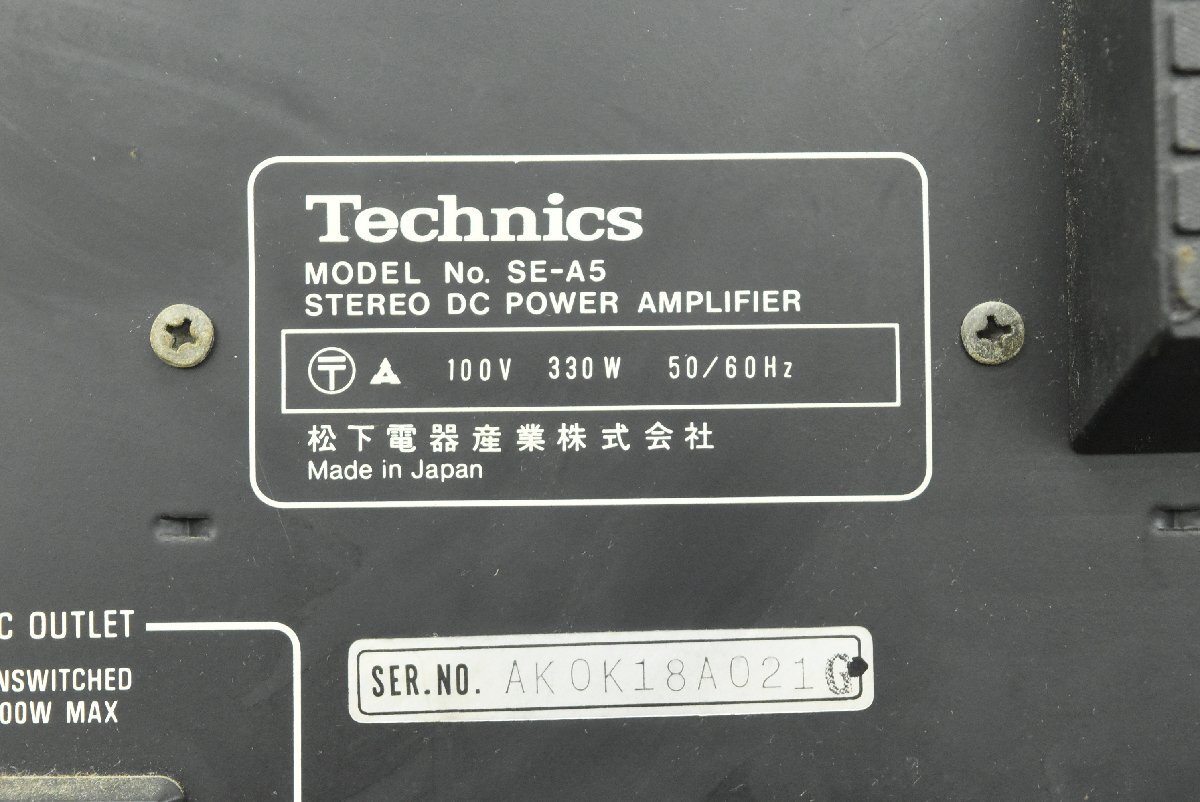 Technics
MODEL No. SE-A5
STEREO DC POWER AMPLIFIER
〒 A 100V 330W 50/60Hz
松下電器産業株式会社
Made in Japan
C OUTLET
NSWITCHED
00W MAX
SER.NO. AK0K18A021G